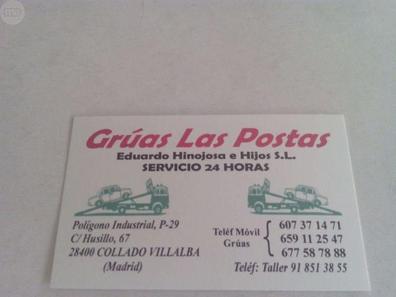 Grúas Las Postas
Eduardo Hinojosa e Hijos S.L.
SERVICIO 24 HORAS
Polígono Industrial, P-29
C/ Husillo, 67
28400 COLLADO VILLALBA
(Madrid)
Teléf Móvil
Grúas
607 37 14 71
659 11 25 47
677 58 78 88
Teléf: Taller 91 851 38 55